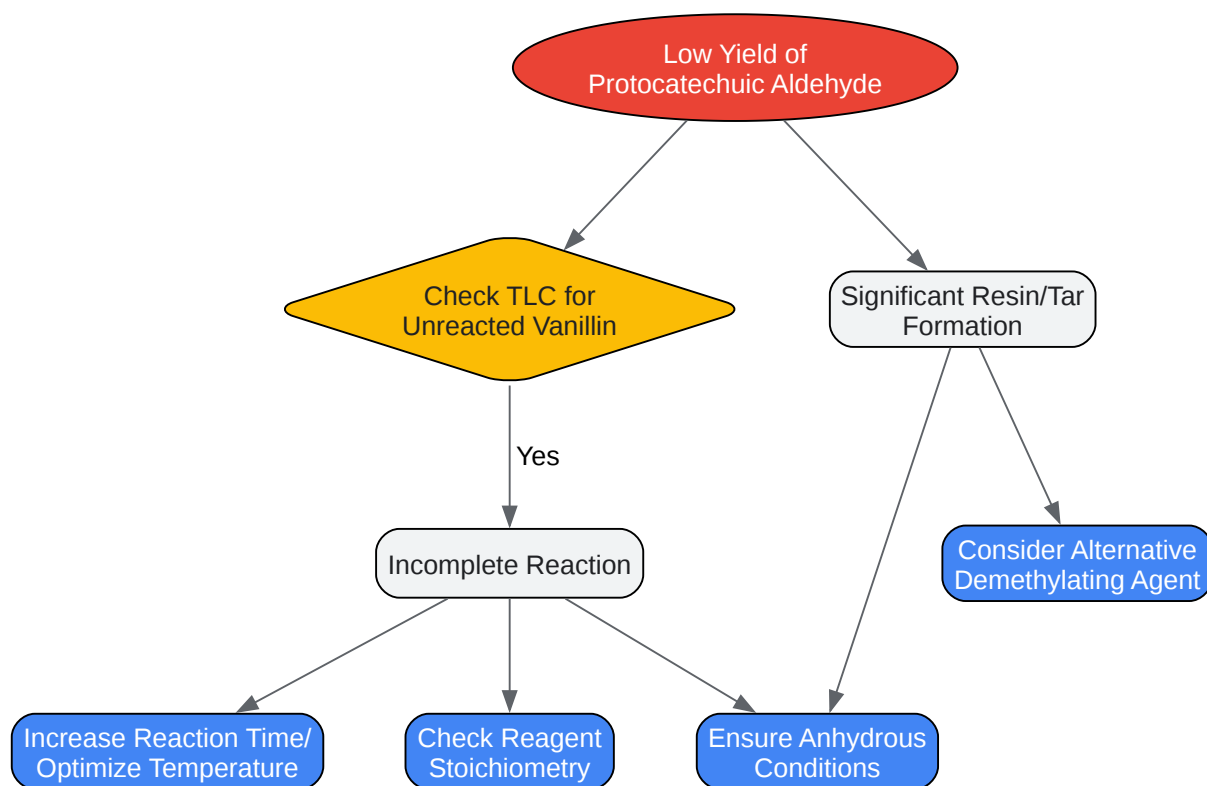 Low Yield of
Protocatechuic Aldehyde
Check TLC for
Unreacted Vanillin
Significant Resin/Tar
Formation
Yes
Incomplete Reaction
Consider Alternative
Demethylating Agent
Increase Reaction Time/
Optimize Temperature
Check Reagent
Stoichiometry
Ensure Anhydrous
Conditions